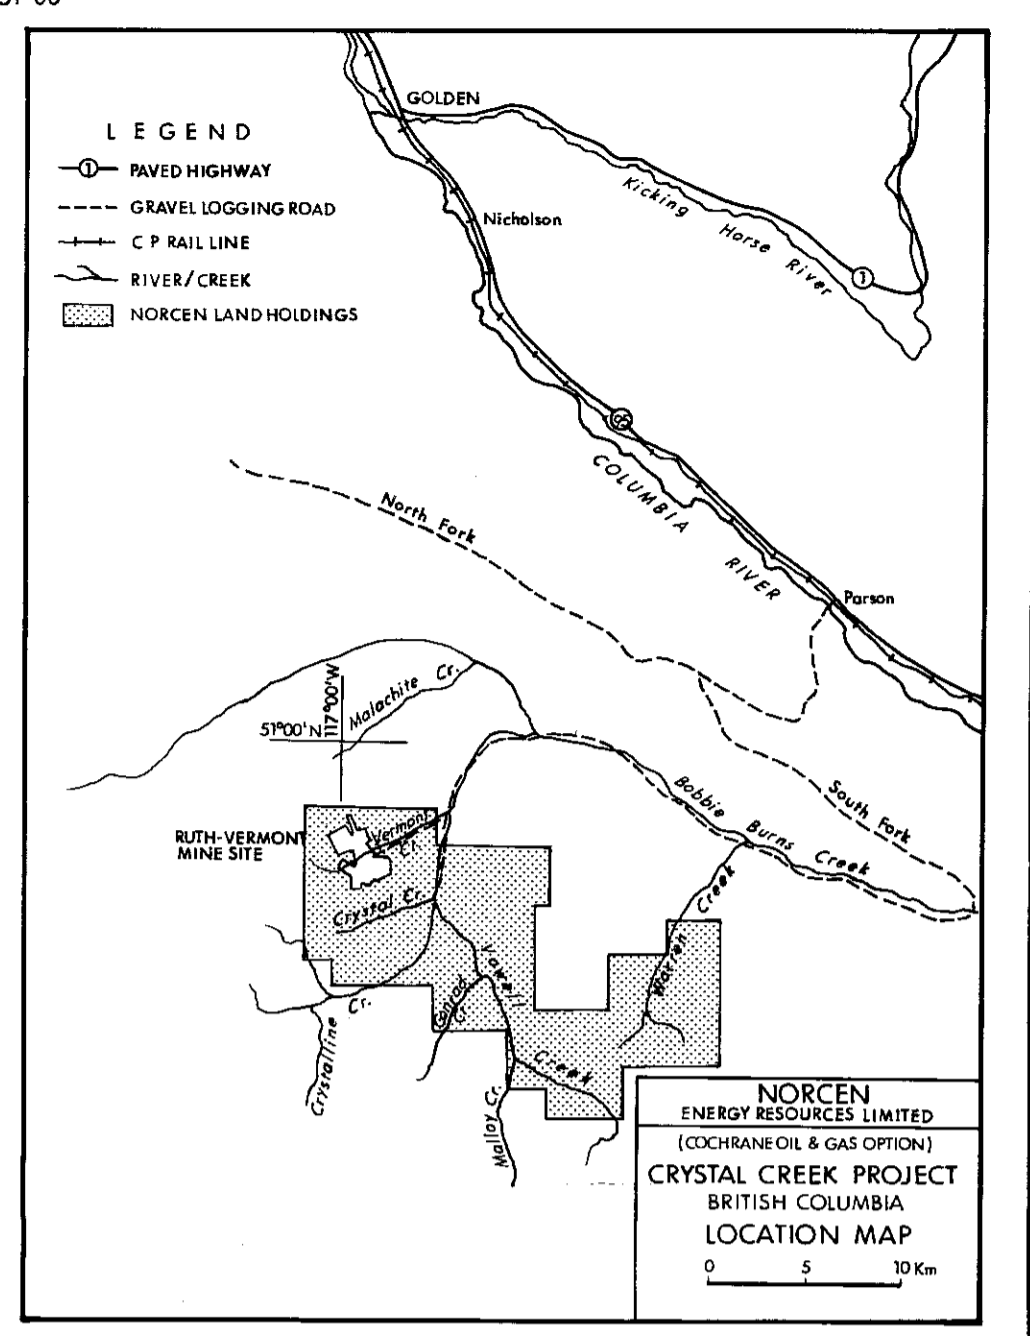 LEGEND
1 PAVED HIGHWAY
GRAVEL LOGGING ROAD
C P RAIL LINE
RIVER/CREEK
NORCEN LAND HOLDINGS
GOLDEN
Nicholson
Kicking Horse River
1
95
COLUMBIA RIVER
North Fork
Parson
117°00'W
51°00'N
Malachite Cr.
South Fork
Bobbie Burns Creek
RUTH-VERMONT
MINE SITE
Vermont Cr.
Crystal Cr.
Vowell Creek
Warren Creek
Conrad Cr.
Crystalline Cr.
Malloy Cr.
NORCEN
ENERGY RESOURCES LIMITED
(COCHRANE OIL & GAS OPTION)
CRYSTAL CREEK PROJECT
BRITISH COLUMBIA
LOCATION MAP
0 5 10 Km